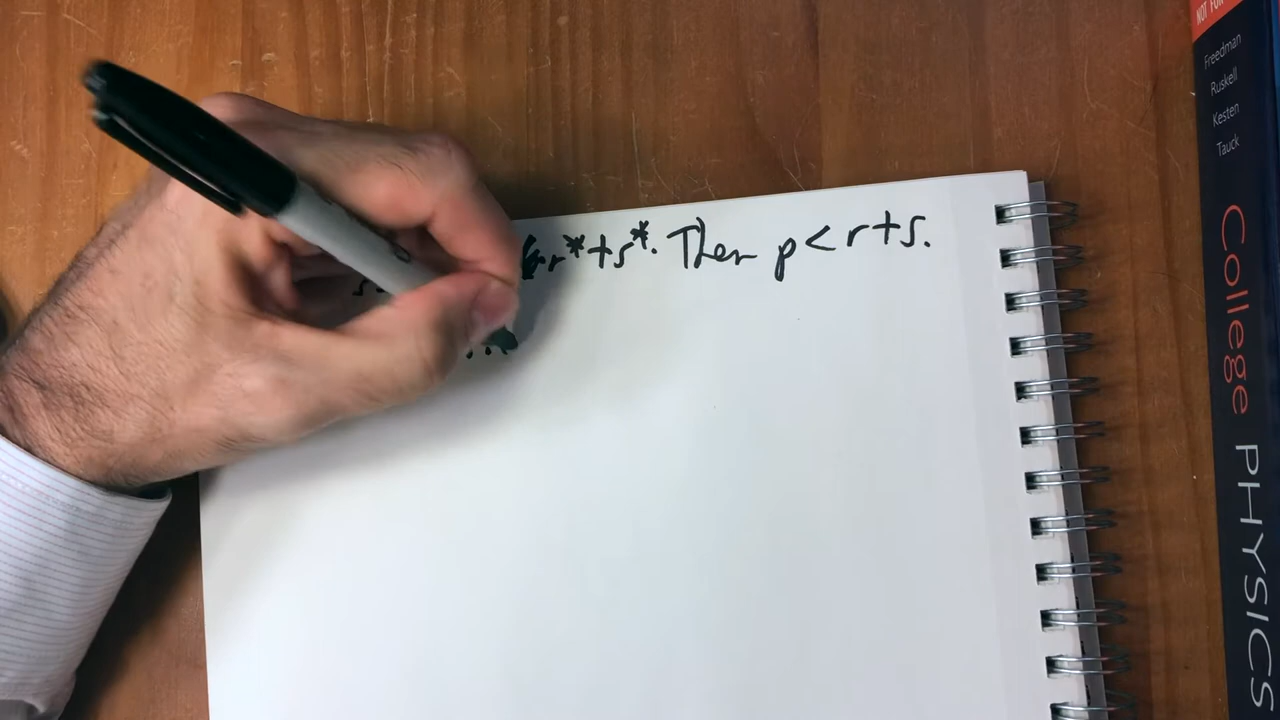 ∈ r* + s*. Then p < r + s.
NOT FOR
Freedman
Ruskell
Kesten
Tauck
College PHYSICS